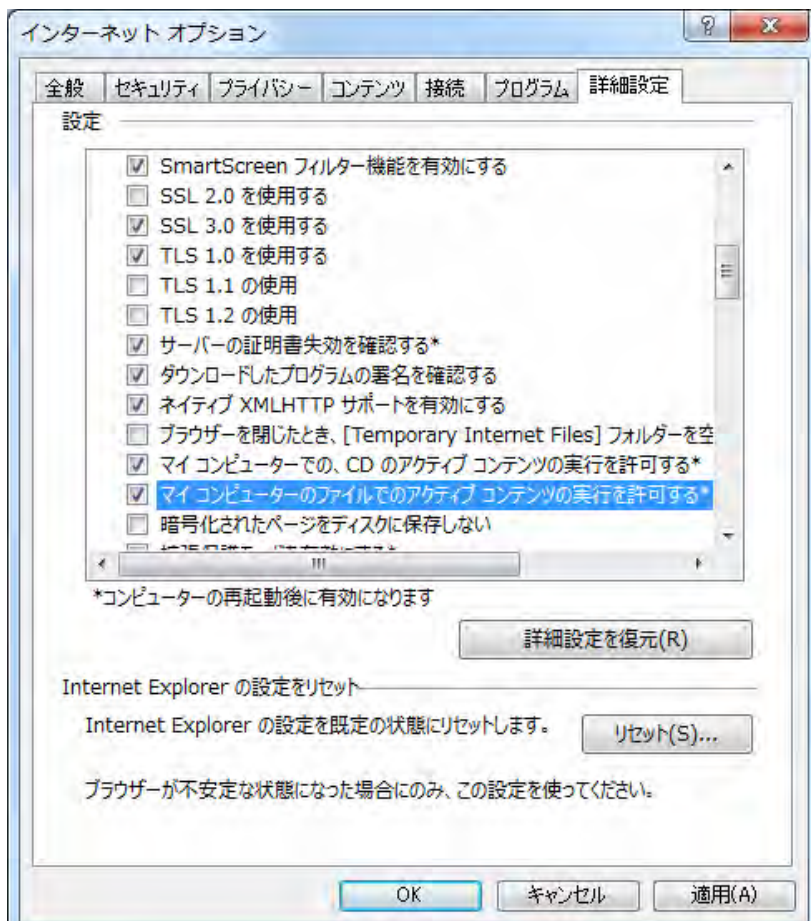 インターネット オプション
全般 セキュリティ プライバシー コンテンツ 接続 プログラム 詳細設定
設定
SmartScreen フィルター機能を有効にする
SSL 2.0 を使用する
SSL 3.0 を使用する
TLS 1.0 を使用する
TLS 1.1 の使用
TLS 1.2 の使用
サーバーの証明書失効を確認する*
ダウンロードしたプログラムの署名を確認する
ネイティブ XMLHTTP サポートを有効にする
ブラウザーを閉じたとき、[Temporary Internet Files] フォルダーを空
マイ コンピューターでの、CD のアクティブ コンテンツの実行を許可する*
マイ コンピューターのファイルでのアクティブ コンテンツの実行を許可する*
暗号化されたページをディスクに保存しない
*コンピューターの再起動後に有効になります
詳細設定を復元(R)
Internet Explorer の設定をリセット
Internet Explorer の設定を既定の状態にリセットします。
リセット(S)...
ブラウザーが不安定な状態になった場合にのみ、この設定を使ってください。
OK キャンセル 適用(A)